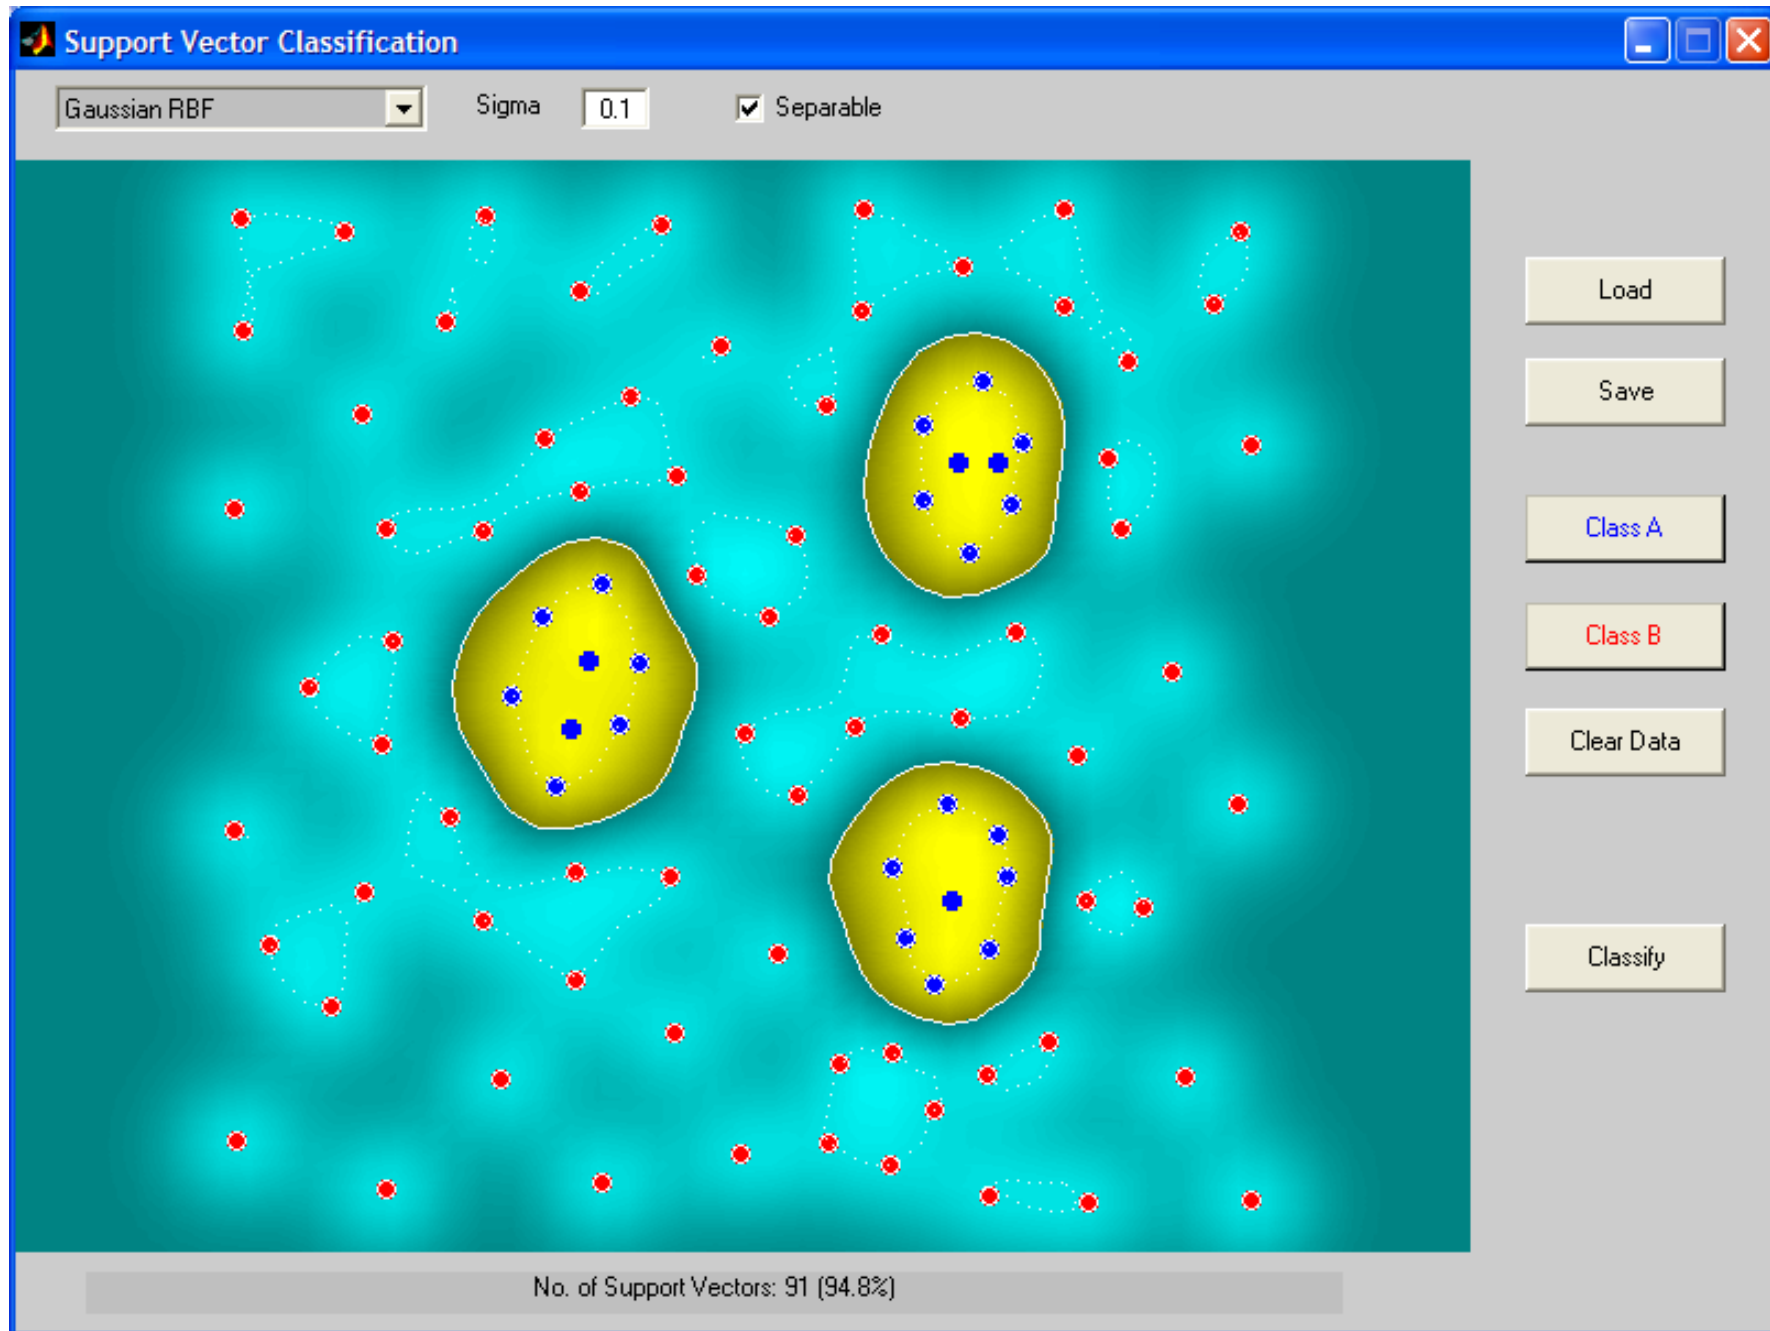 Support Vector Classification
Gaussian RBF Sigma 0.1 Separable
Load
Save
Class A
Class B
Clear Data
Classify
No. of Support Vectors: 91 (94.8%)